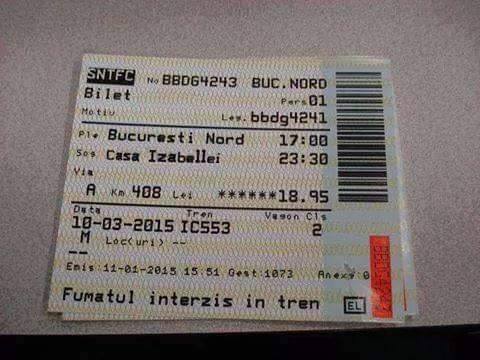 SNTFC No BBDG4243 BUC.NORD
Bilet Pers 01
Motiv Leg. bbdg4241
Ple Bucuresti Nord 17:00
Sos Casa Izabellei 23:30
Via
A Km 408 Lei ******18.95
Data Tren Vagon Cls
10-03-2015 IC553 2
M Loc(uri) --
--
Emis 11-01-2015 15.51 Gest 1073 Anexa 0
Fumatul interzis in tren EL